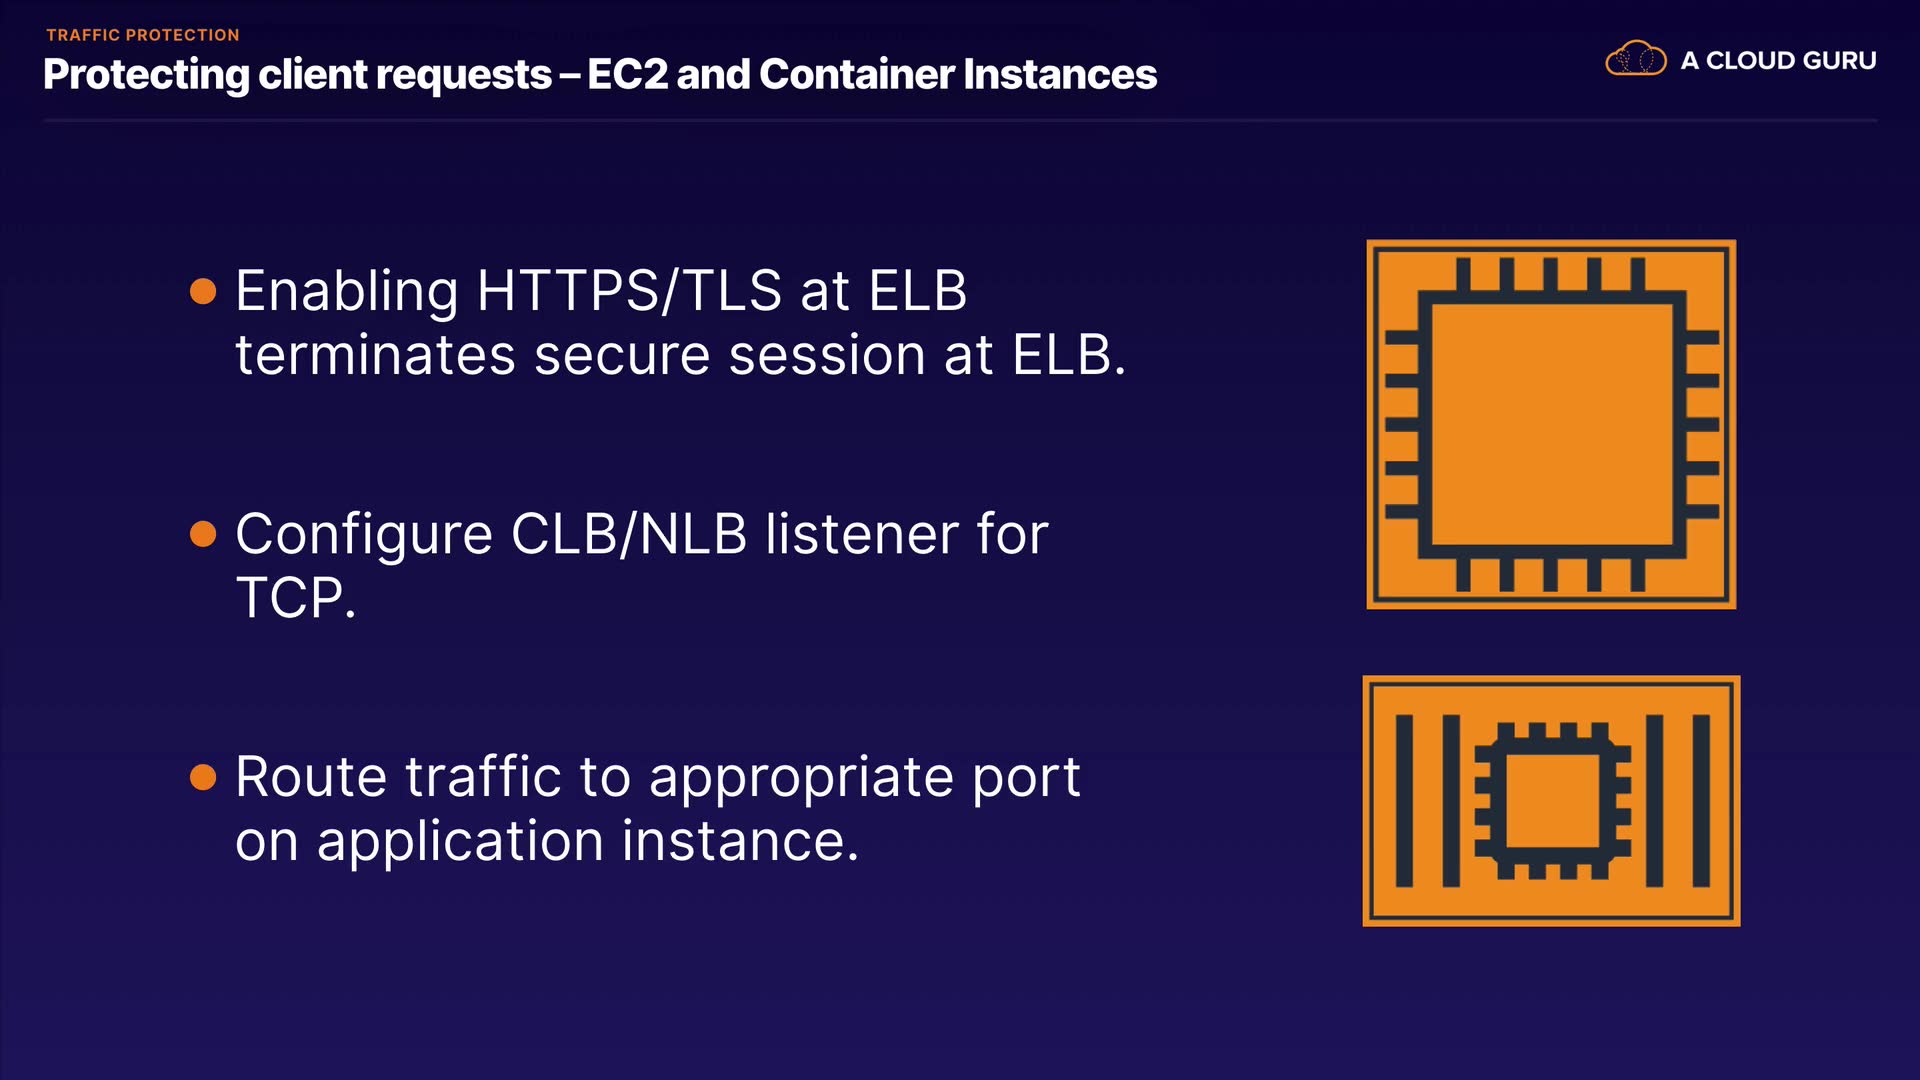 TRAFFIC PROTECTION
Protecting client requests – EC2 and Container Instances
A CLOUD GURU
Enabling HTTPS/TLS at ELB
terminates secure session at ELB.
Configure CLB/NLB listener for
TCP.
Route traffic to appropriate port
on application instance.